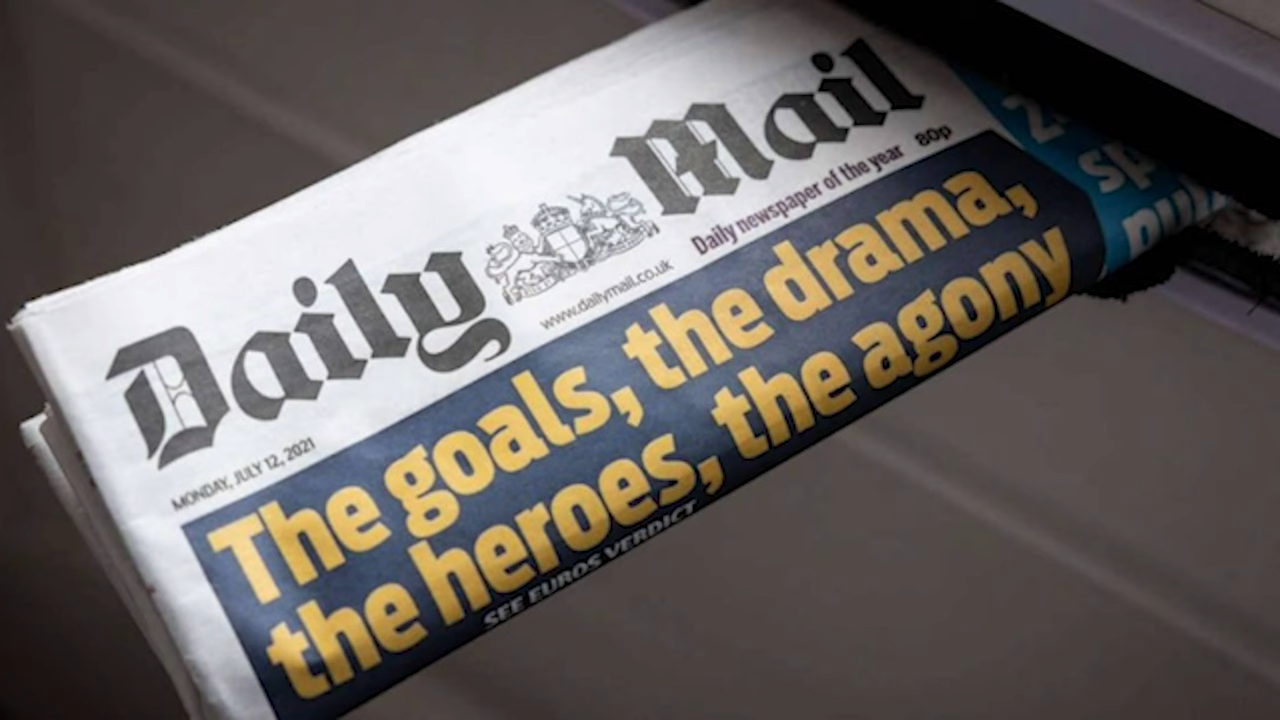 Daily Mail
www.dailymail.co.uk
Daily newspaper of the year
80p
MONDAY, JULY 12, 2021
The goals, the drama,
the heroes, the agony
SEE EUROS VERDICT